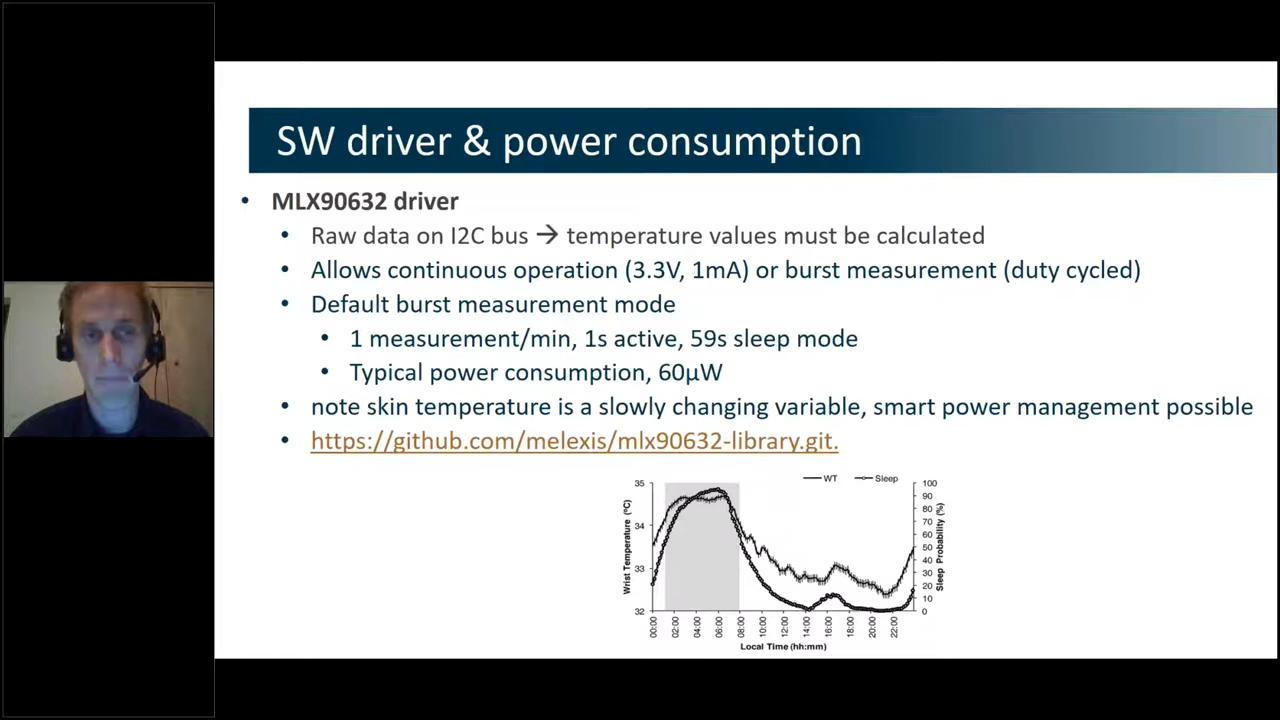 SW driver & power consumption
• MLX90632 driver
• Raw data on I2C bus → temperature values must be calculated
• Allows continuous operation (3.3V, 1mA) or burst measurement (duty cycled)
• Default burst measurement mode
• 1 measurement/min, 1s active, 59s sleep mode
• Typical power consumption, 60µW
• note skin temperature is a slowly changing variable, smart power management possible
• https://github.com/melexis/mlx90632-library.git.
WT Sleep
Wrist Temperature (ºC)
35
34
33
32
100
90
80
70
60
50
40
30
20
10
0
Sleep Probability (%)
00:00 02:00 04:00 06:00 08:00 10:00 12:00 14:00 16:00 18:00 20:00 22:00
Local Time (hh:mm)